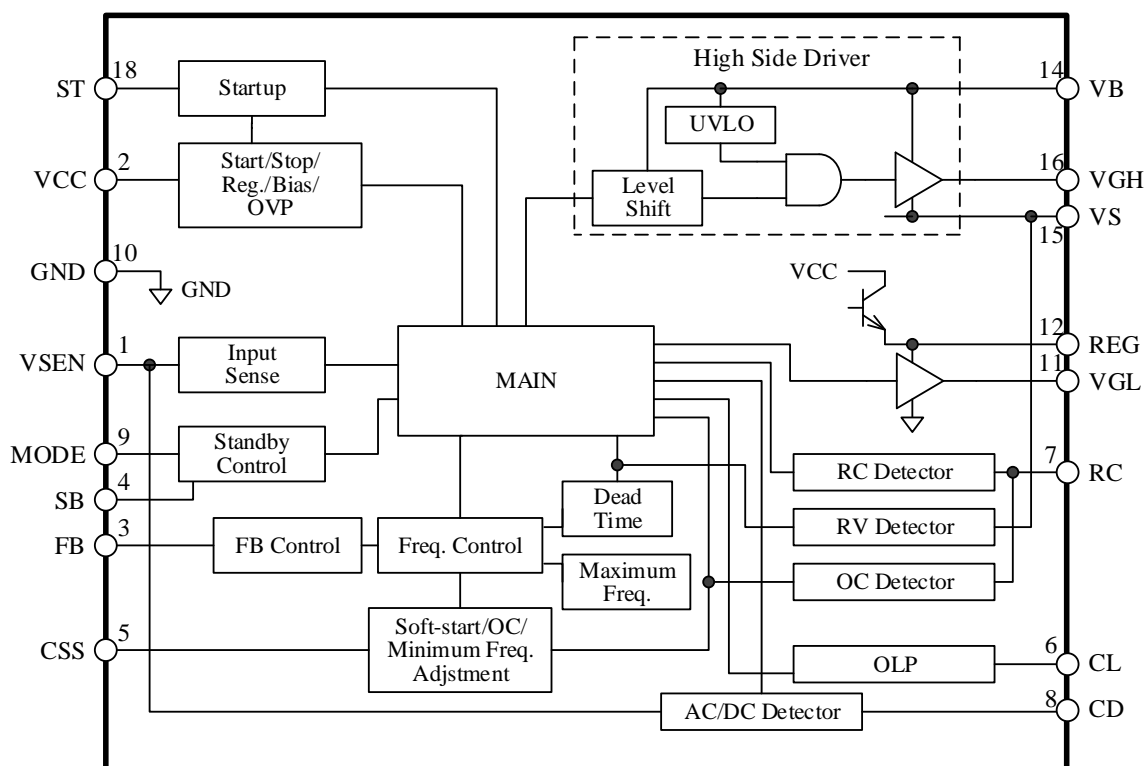 High Side Driver
18
ST
Startup
14
VB
UVLO
2
VCC
Start/Stop/
Reg./Bias/
OVP
16
VGH
Level
Shift
VS
15
10
GND
GND
VCC
12
REG
1
VSEN
Input
Sense
MAIN
11
VGL
9
MODE
Standby
Control
4
SB
RC Detector
7
RC
Dead
Time
3
FB
FB Control
Freq. Control
RV Detector
Maximum
Freq.
OC Detector
5
CSS
Soft-start/OC/
Minimum Freq.
Adjstment
OLP
6
CL
AC/DC Detector
8
CD